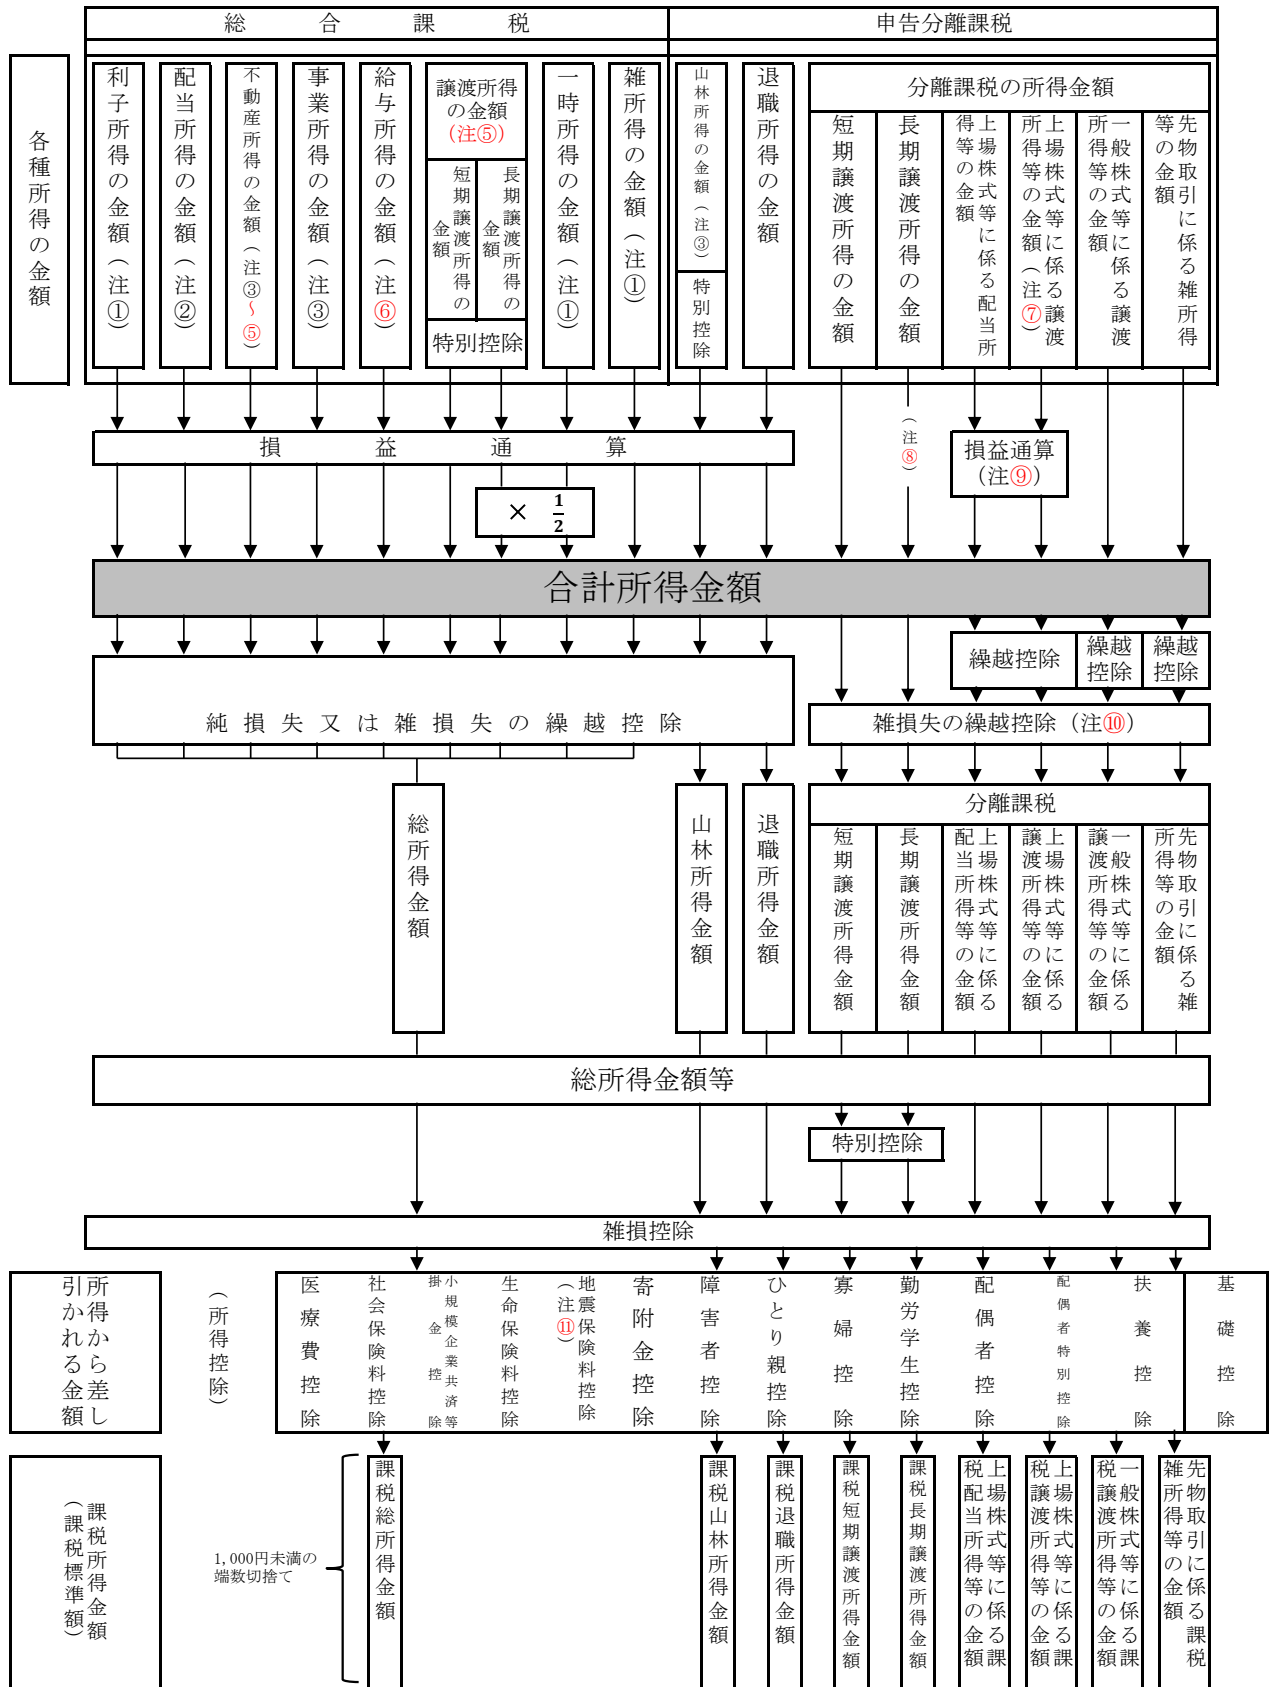 総合課税
申告分離課税
各種所得の金額
利子所得の金額（注①）
配当所得の金額（注②）
不動産所得の金額（注③～⑤）
事業所得の金額（注③）
給与所得の金額（注⑥）
譲渡所得
の金額
（注⑤）
短期譲渡所得の
金額
長期譲渡所得の
金額
特別控除
一時所得の金額（注①）
雑所得の金額（注①）
山林所得の金額（注③）
特別控除
退職所得の金額
分離課税の所得金額
短期譲渡所得の金額
長期譲渡所得の金額
上場株式等に係る配当所
得等の金額
上場株式等に係る譲渡
所得等の金額（注⑦）
一般株式等に係る譲渡
所得等の金額
先物取引に係る雑所得
等の金額
損益通算
（注⑧）
損益通算
（注⑨）
× 1/2
合計所得金額
繰越控除
繰越
控除
繰越
控除
純損失又は雑損失の繰越控除
雑損失の繰越控除（注⑩）
総所得金額
山林所得金額
退職所得金額
分離課税
短期譲渡所得金額
長期譲渡所得金額
上場株式等に係る
配当所得等の金額
上場株式等に係る
譲渡所得等の金額
一般株式等に係る
譲渡所得等の金額
先物取引に係る雑
所得等の金額
総所得金額等
特別控除
雑損控除
所得から差し
引かれる金額
（所得控除）
医療費控除
社会保険料控除
小規模企業共済等
掛金控除
生命保険料控除
地震保険料控除
（注⑪）
寄附金控除
障害者控除
ひとり親控除
寡婦控除
勤労学生控除
配偶者控除
配偶者特別控除
扶養控除
基礎控除
課税所得金額
（課税標準額）
1,000円未満の
端数切捨て
課税総所得金額
課税山林所得金額
課税退職所得金額
課税短期譲渡所得金額
課税長期譲渡所得金額
上場株式等に係る課
税配当所得等の金額
上場株式等に係る課
税譲渡所得等の金額
一般株式等に係る課
税譲渡所得等の金額
先物取引に係る課税
雑所得等の金額